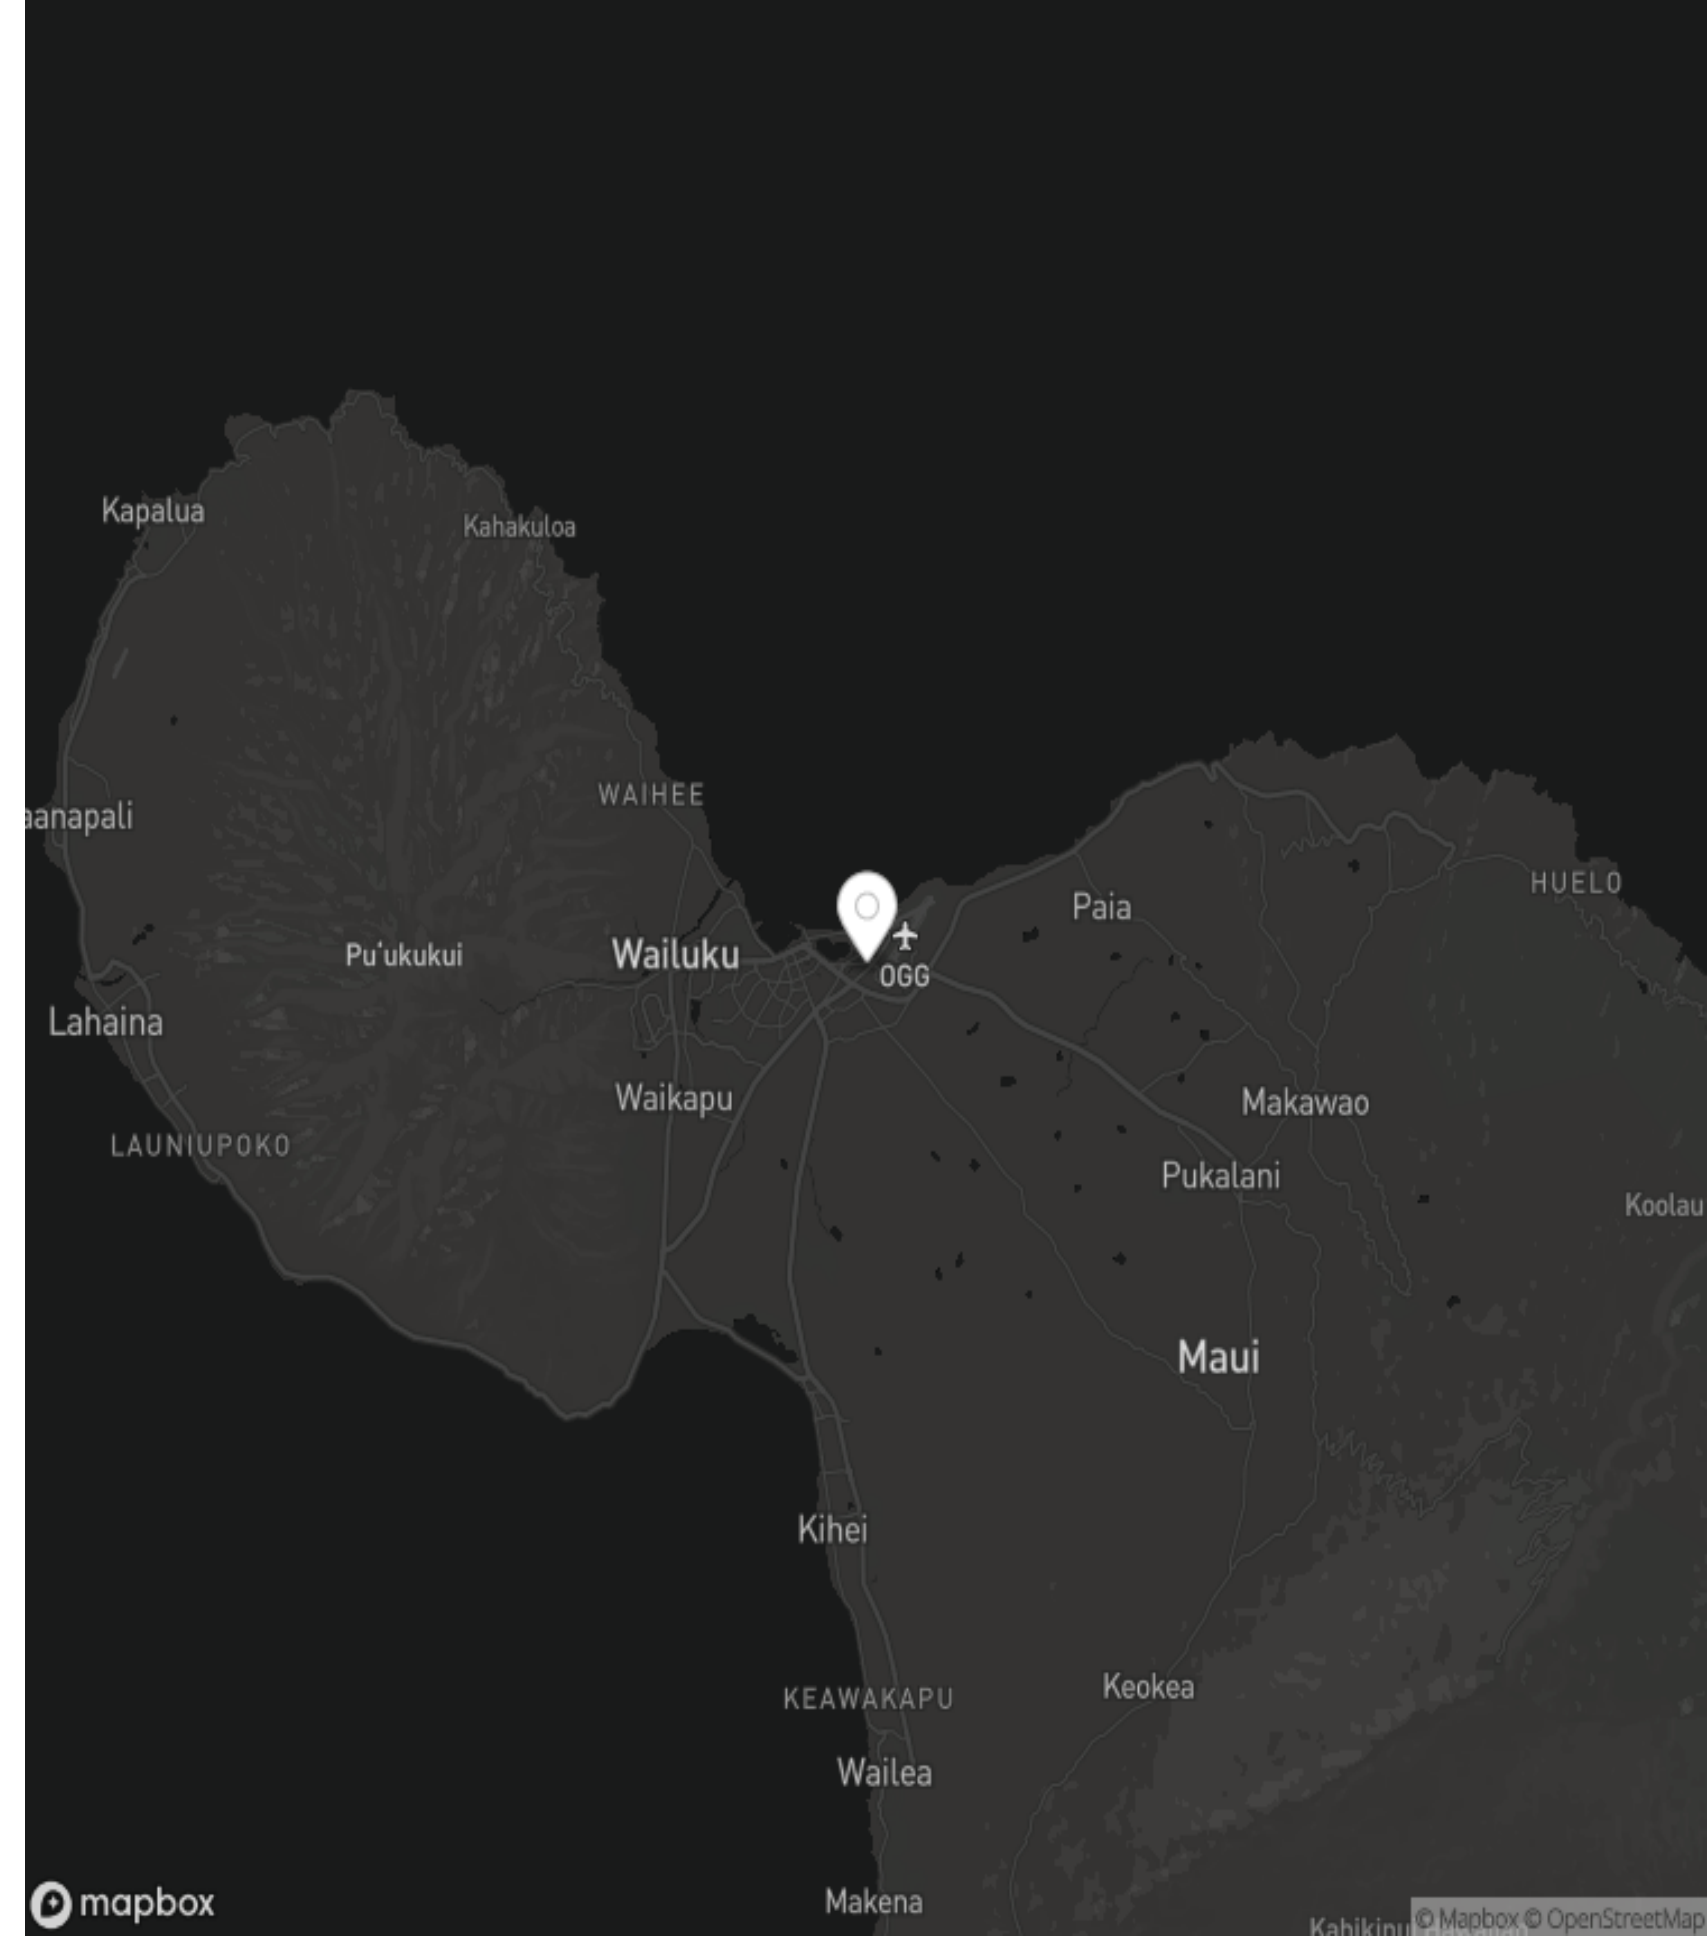 Kapalua
Kahakuloa
WAIHEE
aanapali
HUELO
Paia
Pu'ukukui
Wailuku
OGG
Lahaina
Waikapu
Makawao
LAUNIUPOKO
Pukalani
Koolau
Maui
Kihei
Keokea
KEAWAKAPU
Wailea
Makena
mapbox
© Mapbox © OpenStreetMap
Kahikinu